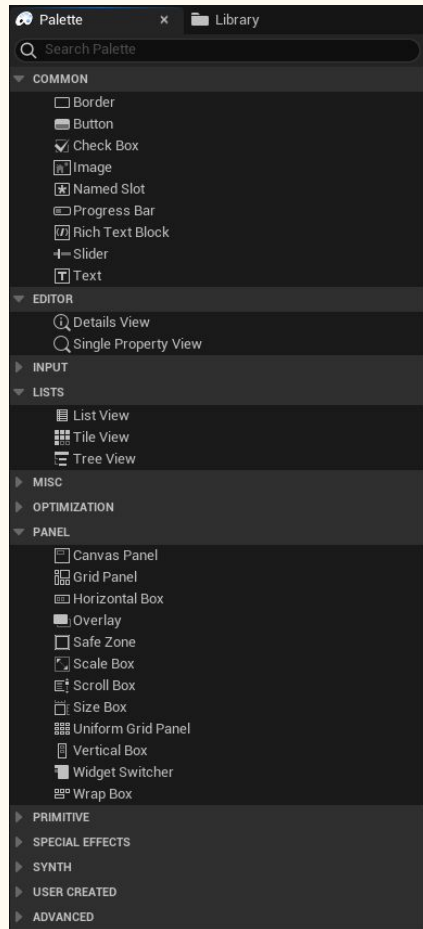 Palette × Library
Search Palette
COMMON
Border
Button
Check Box
Image
Named Slot
Progress Bar
Rich Text Block
Slider
Text
EDITOR
Details View
Single Property View
INPUT
LISTS
List View
Tile View
Tree View
MISC
OPTIMIZATION
PANEL
Canvas Panel
Grid Panel
Horizontal Box
Overlay
Safe Zone
Scale Box
Scroll Box
Size Box
Uniform Grid Panel
Vertical Box
Widget Switcher
Wrap Box
PRIMITIVE
SPECIAL EFFECTS
SYNTH
USER CREATED
ADVANCED